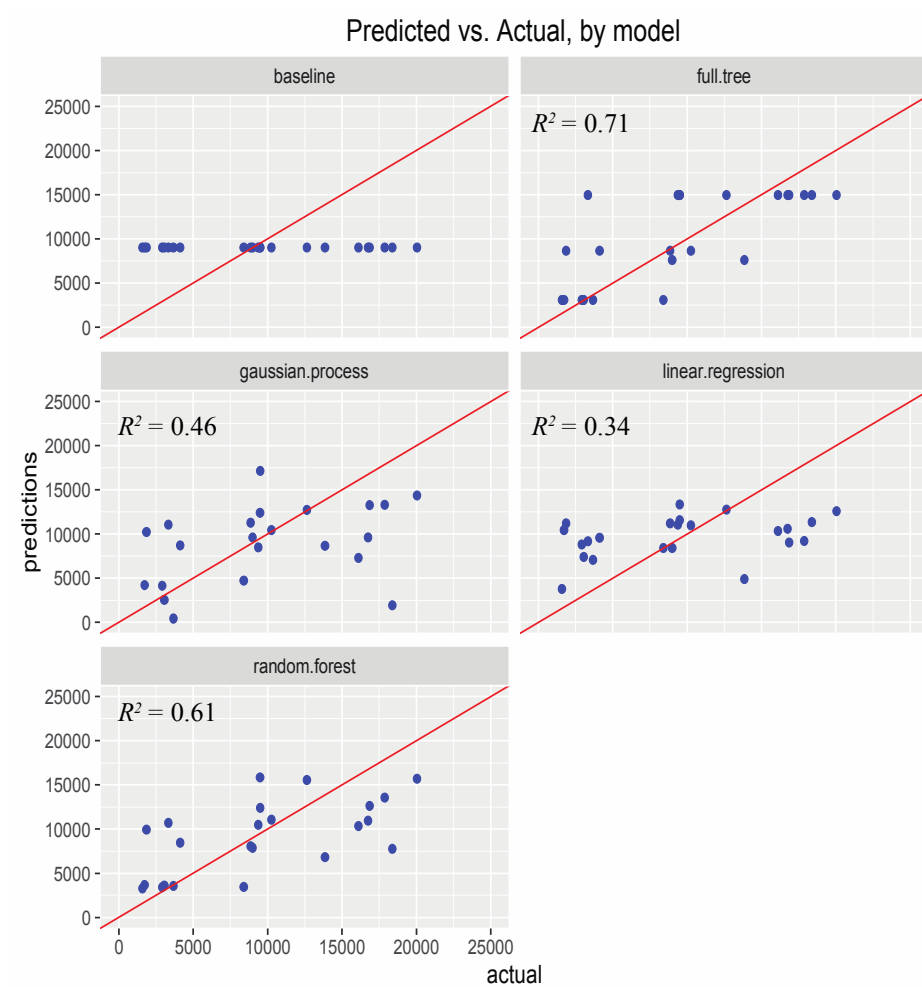 Predicted vs. Actual, by model
baseline
full.tree
25000
20000
15000
10000
5000
0
R² = 0.71
gaussian.process
linear.regression
25000
20000
15000
10000
5000
0
R² = 0.46
R² = 0.34
predictions
random.forest
25000
20000
15000
10000
5000
0
R² = 0.61
0 5000 10000 15000 20000 25000
actual